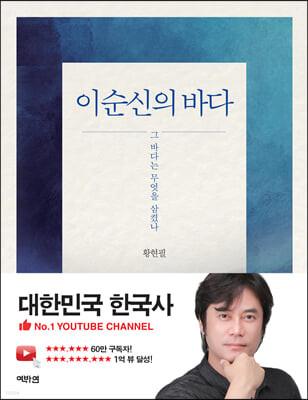 이순신의 바다
그 바다는 무엇을 삼켰나
황현필
대한민국 한국사
No.1 YOUTUBE CHANNEL
★★★,★★★ 60만 구독자!
★★★,★★★,★★★ 1억 뷰 달성!
역바연